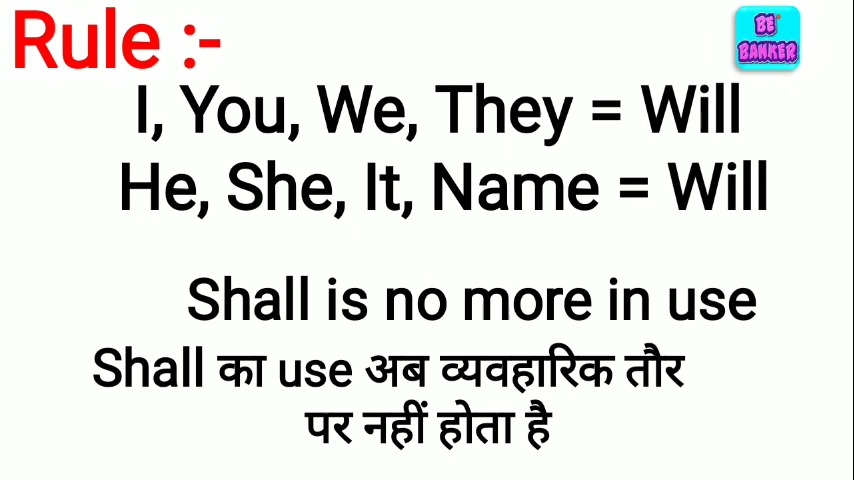 Rule :-
BE
BANKER
I, You, We, They = Will
He, She, It, Name = Will
Shall is no more in use
Shall का use अब व्यवहारिक तौर
पर नहीं होता है